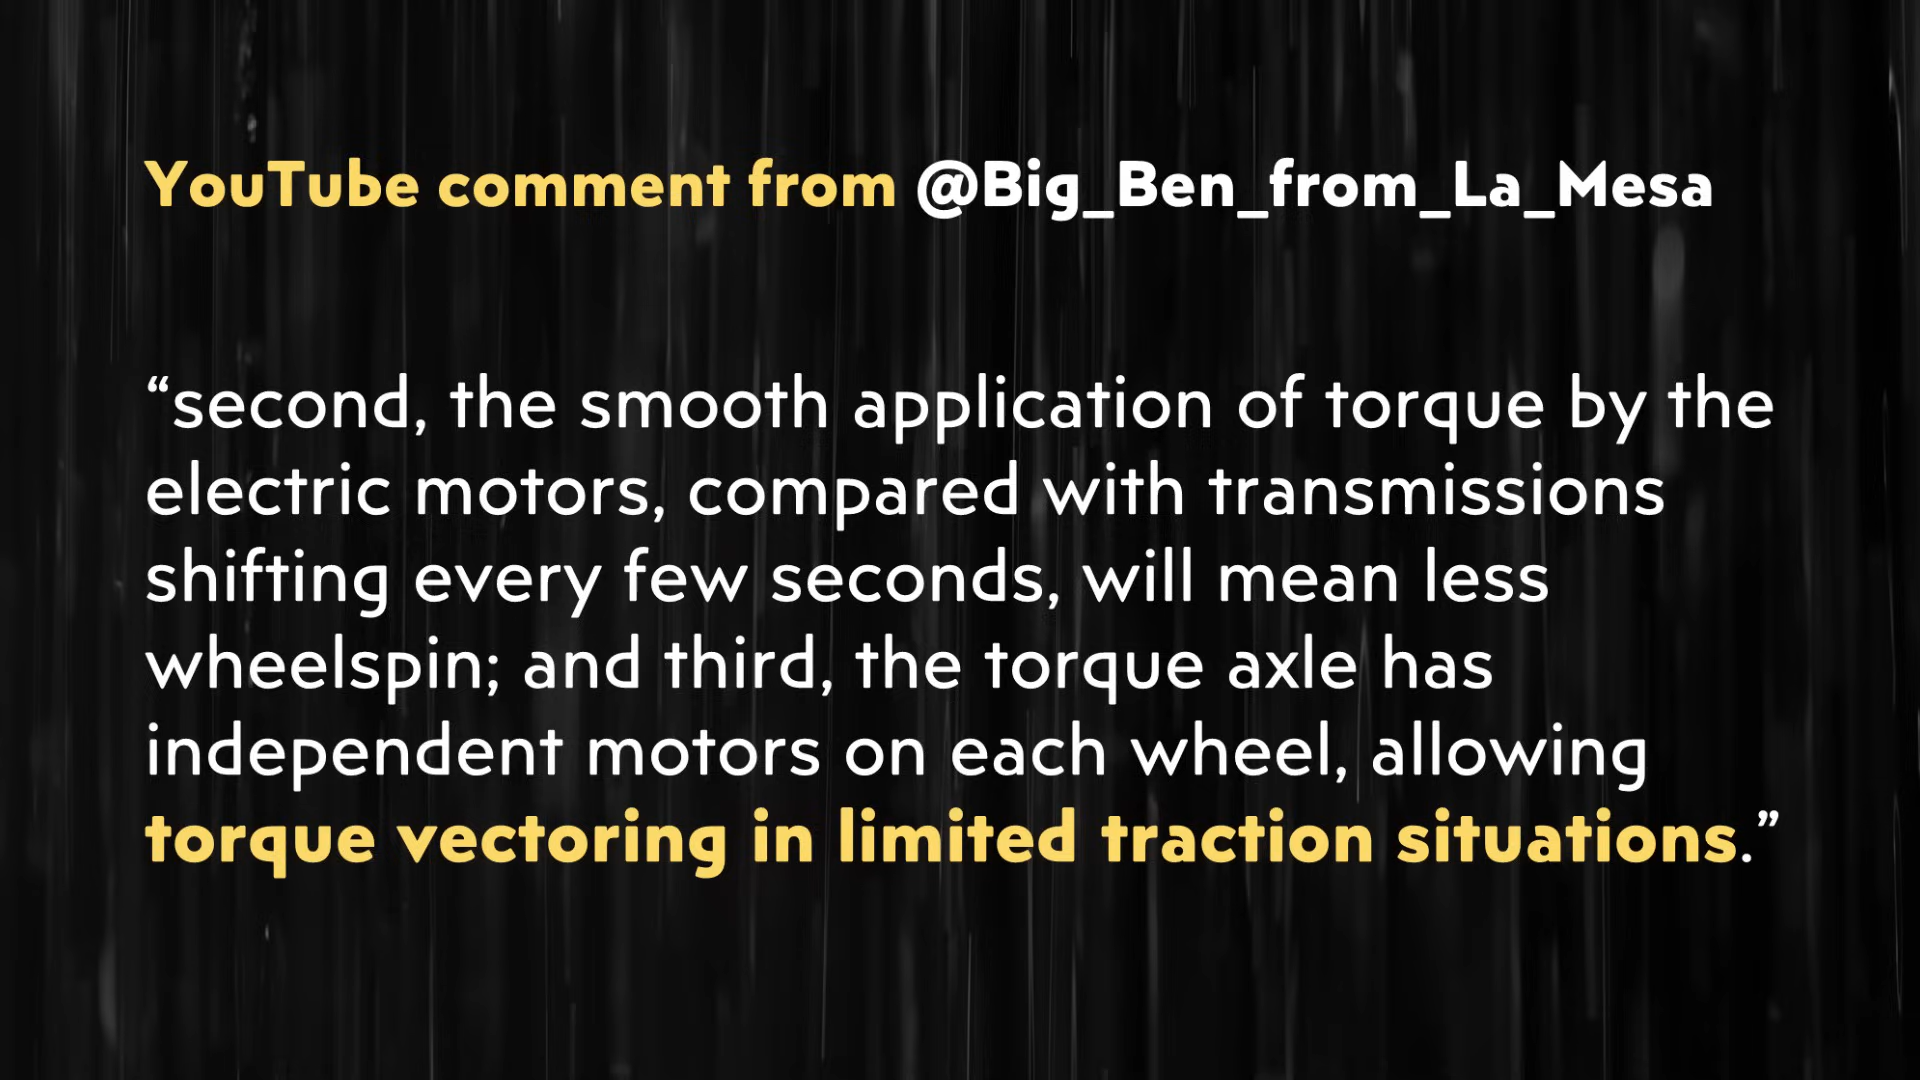 YouTube comment from @Big_Ben_from_La_Mesa
“second, the smooth application of torque by the
electric motors, compared with transmissions
shifting every few seconds, will mean less
wheelspin; and third, the torque axle has
independent motors on each wheel, allowing
torque vectoring in limited traction situations.”